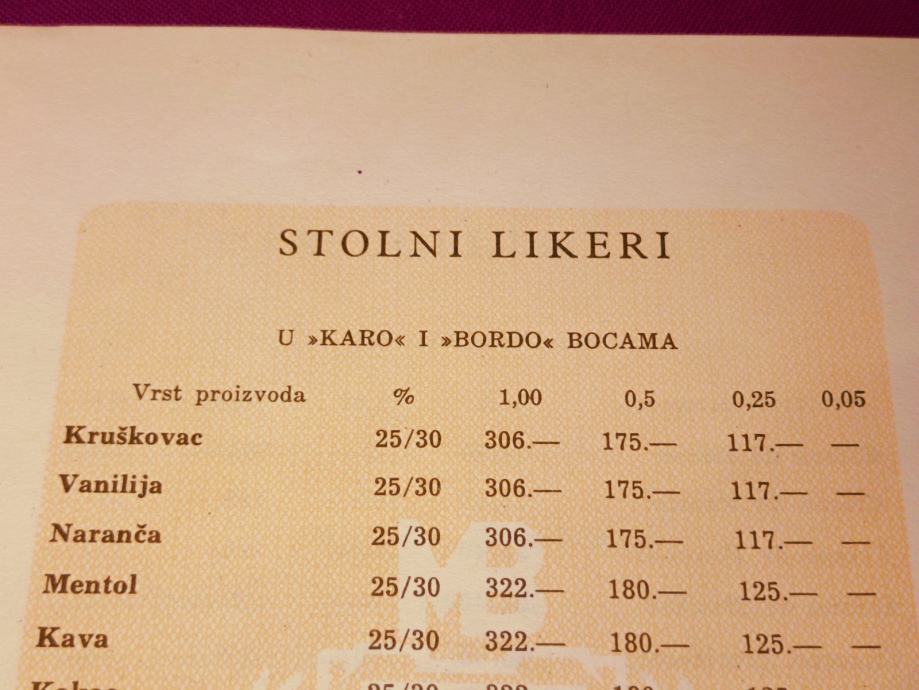 STOLNI LIKERI
U »KARO« I »BORDO« BOCAMA
Vrst proizvoda % 1,00 0,5 0,25 0,05
Kruškovac 25/30 306.— 175.— 117.— —
Vanilija 25/30 306.— 175.— 117.— —
Naranča 25/30 306.— 175.— 117.— —
Mentol 25/30 322.— 180.— 125.— —
Kava 25/30 322.— 180.— 125.— —
MB